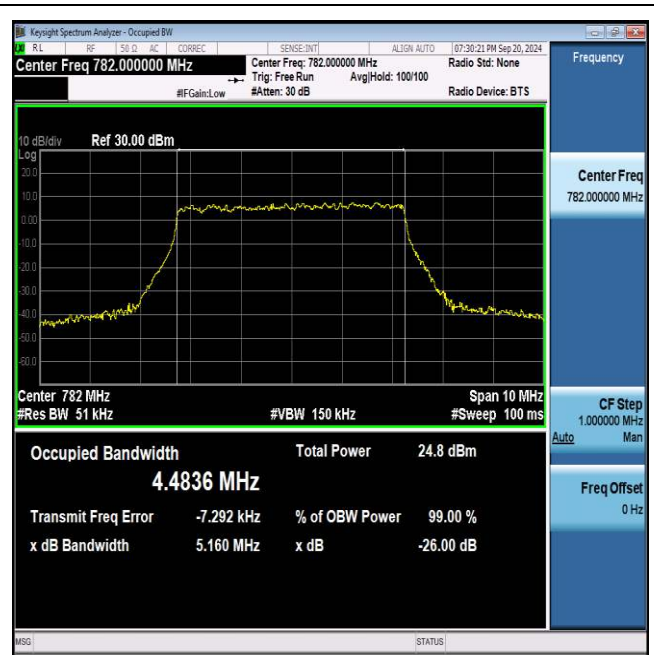 Keysight Spectrum Analyzer - Occupied BW
RL RF 50 Ω AC CORREC SENSE:INT ALIGN AUTO 07:30:21 PM Sep 20, 2024
Center Freq 782.000000 MHz
Center Freq: 782.000000 MHz
Radio Std: None
Trig: Free Run Avg|Hold: 100/100
#IFGain:Low #Atten: 30 dB Radio Device: BTS
10 dB/div Ref 30.00 dBm
Log
20.0
10.0
0.00
-10.0
-20.0
-30.0
-40.0
-50.0
-60.0
Center 782 MHz Span 10 MHz
#Res BW 51 kHz #VBW 150 kHz #Sweep 100 ms
Occupied Bandwidth Total Power 24.8 dBm
4.4836 MHz
Transmit Freq Error -7.292 kHz % of OBW Power 99.00 %
x dB Bandwidth 5.160 MHz x dB -26.00 dB
MSG STATUS
Frequency
Center Freq
782.000000 MHz
CF Step
1.000000 MHz
Auto Man
Freq Offset
0 Hz